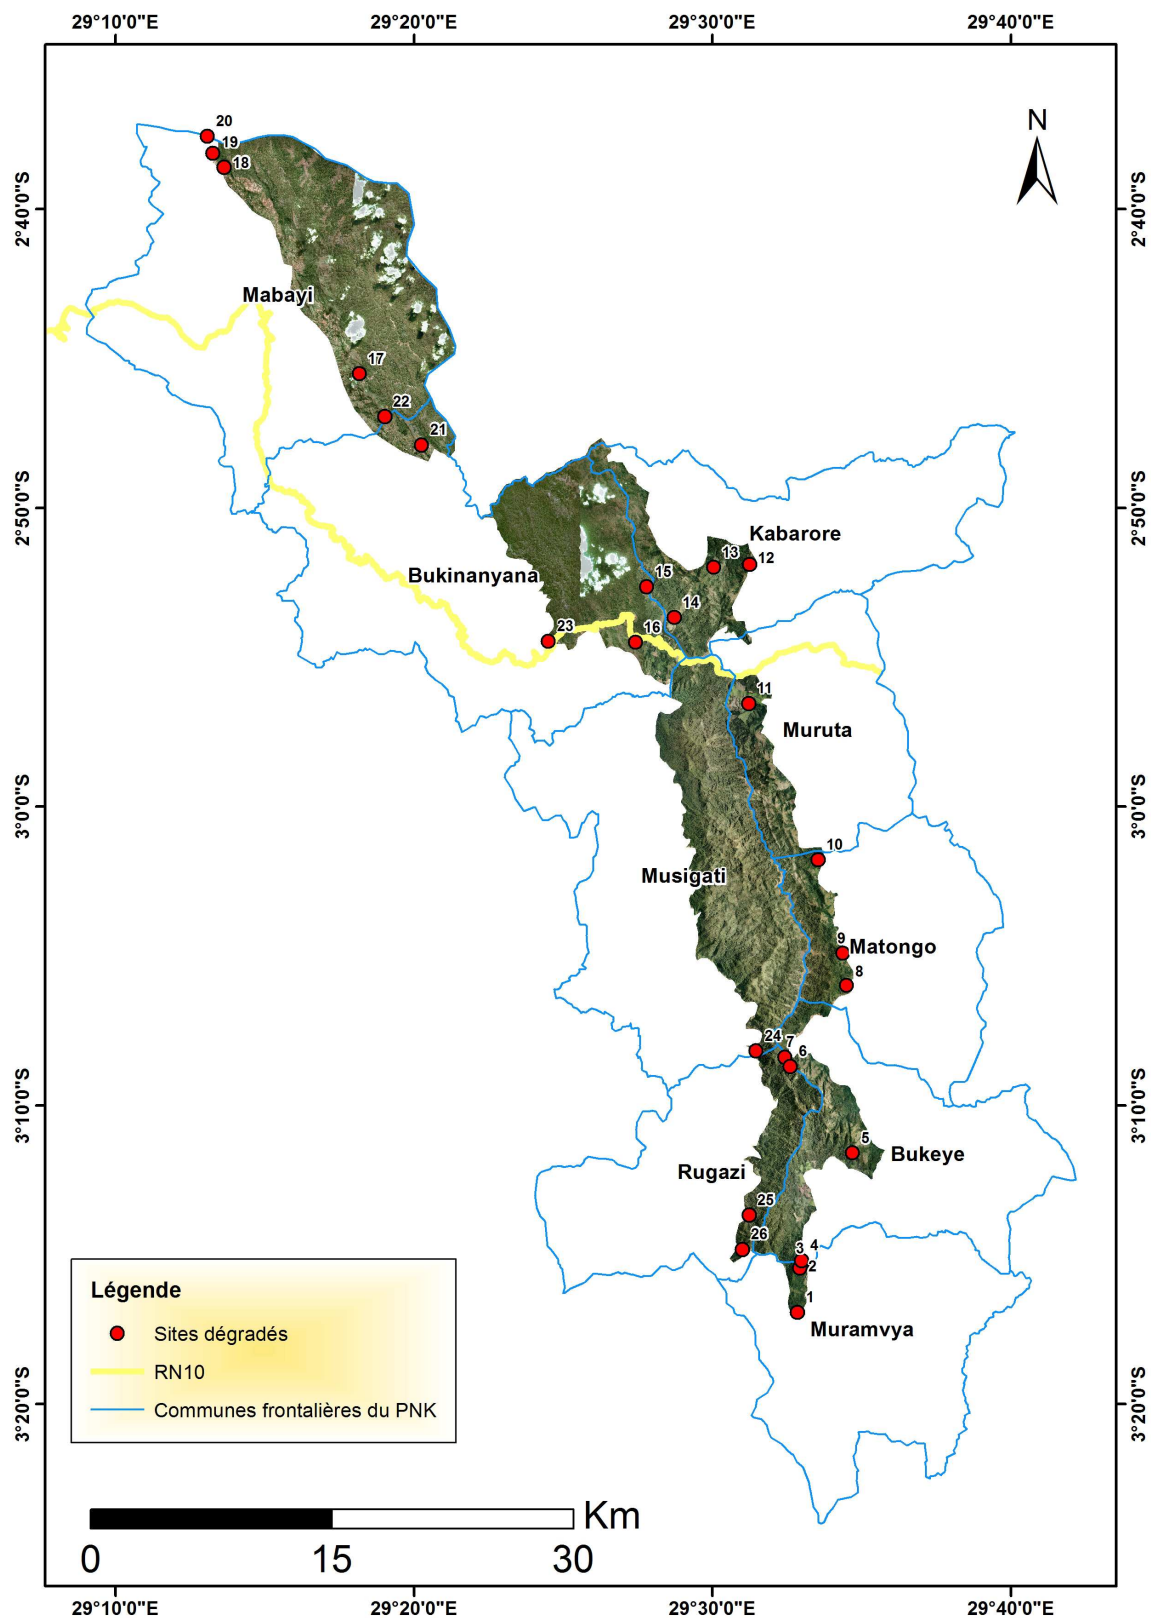 29°10'0"E 29°20'0"E 29°30'0"E 29°40'0"E
N
20
19
18
2°40'0"S 2°40'0"S
Mabayi
17
22
21
2°50'0"S 2°50'0"S
Kabarore
13 12
Bukinanyana
15
14
23 16
11
Muruta
3°0'0"S 3°0'0"S
10
Musigati
9
Matongo
8
24 7
6
3°10'0"S 3°10'0"S
5
Bukeye
Rugazi
25
26 3 4
2
1
Muramvya
Légende
Sites dégradés
RN10
Communes frontalières du PNK
3°20'0"S 3°20'0"S
Km
0 15 30
29°10'0"E 29°20'0"E 29°30'0"E 29°40'0"E